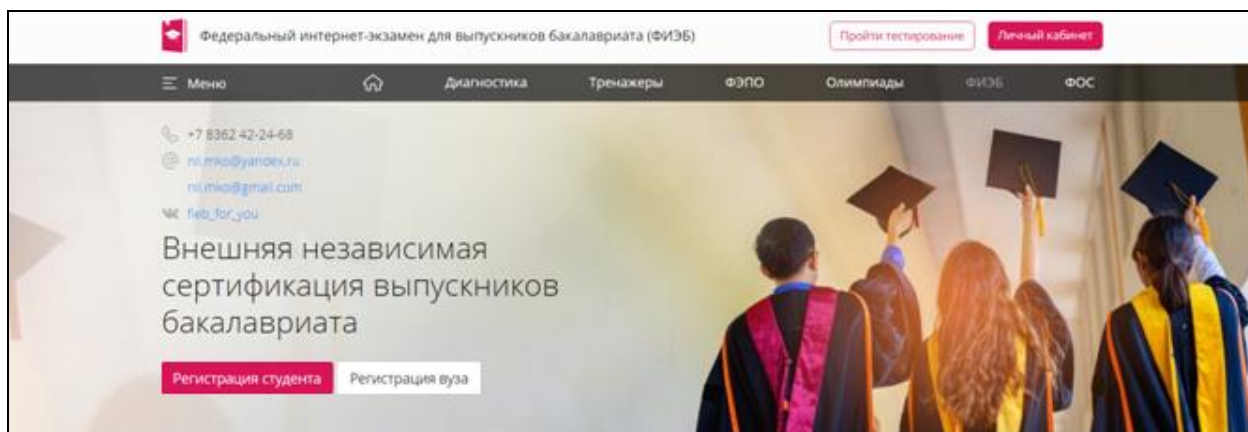 Федеральный интернет-экзамен для выпускников бакалавриата (ФИЭБ)
Пройти тестирование
Личный кабинет
Меню
Диагностика
Тренажеры
ФЭПО
Олимпиады
ФИЭБ
ФОС
+7 8362 42-24-68
nii.mko@yandex.ru
nii.mko@gmail.com
fieb_for_you
Внешняя независимая
сертификация выпускников
бакалавриата
Регистрация студента
Регистрация вуза